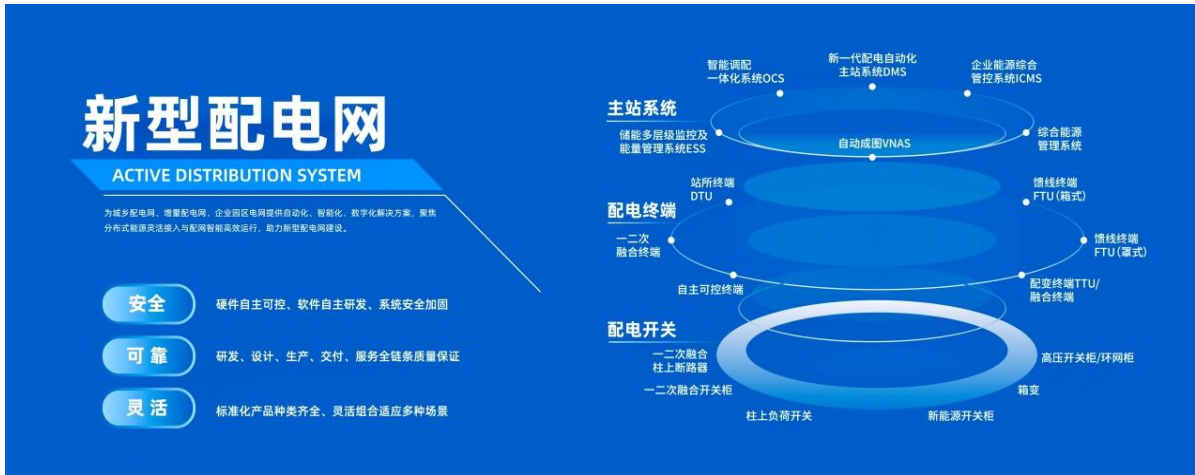 新型配电网
ACTIVE DISTRIBUTION SYSTEM
为城乡配电网、增量配电网、企业园区电网提供自动化、智能化、数字化解决方案，聚焦
分布式能源灵活接入与配网智能高效运行，助力新型配电网建设。
安全
硬件自主可控、软件自主研发、系统安全加固
可靠
研发、设计、生产、交付、服务全链条质量保证
灵活
标准化产品种类齐全、灵活组合适应多种场景
主站系统
智能调配
一体化系统OCS
新一代配电自动化
主站系统DMS
企业能源综合
管控系统ICMS
储能多层级监控及
能量管理系统ESS
自动成图VNAS
综合能源
管理系统
配电终端
站所终端
DTU
馈线终端
FTU（箱式）
一二次
融合终端
馈线终端
FTU（罩式）
自主可控终端
配变终端TTU/
融合终端
配电开关
一二次融合
柱上断路器
高压开关柜/环网柜
一二次融合开关柜
箱变
柱上负荷开关
新能源开关柜